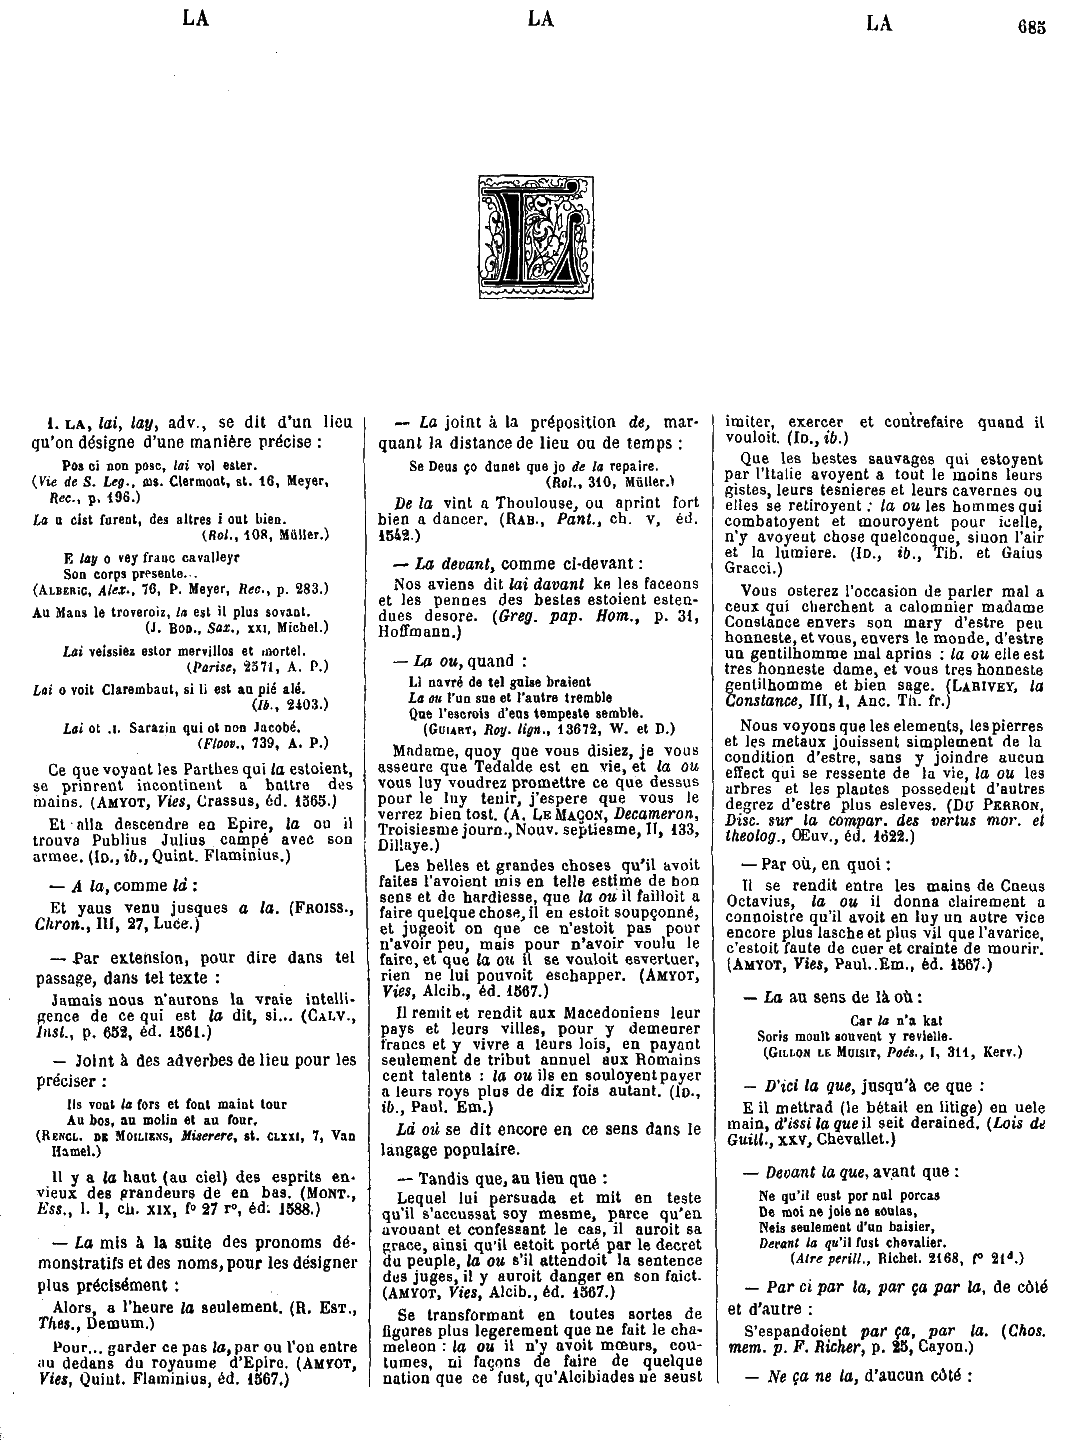 LA
LA
LA
685
L
1. LA, lai, lay, adv., se dit d'un lieu
qu'on désigne d'une manière précise :
Pos ci non posc, lai vol ester.
(Vie de S. Leg., ms. Clermont, st. 16, Meyer,
Rec., p. 196.)
La u cist furent, des altres i out bien.
(Rol., 108, Müller.)
E lay o vey franc cavalleyr
Son corps presente...
(ALBERIC, Alex., 76, P. Meyer, Rec., p. 283.)
Au Mans le troveroiz, la est il plus sovant.
(J. BOD., Sax., XXI, Michel.)
Lai veissiez estor mervillos et mortel.
(Parise, 2571, A. P.)
Lai o voit Clarembaut, si li est au pié alé.
(Ib., 2403.)
Lai ot .I. Sarazin qui ot non Jacobé.
(Floov., 739, A. P.)
Ce que voyant les Parthes qui la estoient,
se prinrent incontinent a battre des
mains. (AMYOT, Vies, Crassus, éd. 1565.)
Et alla descendre en Epire, la ou il
trouva Publius Julius campé avec son
armee. (ID., ib., Quint. Flaminius.)
— A la, comme là :
Et yaus venu jusques a la. (FROISS.,
Chron., III, 27, Luce.)
— Par extension, pour dire dans tel
passage, dans tel texte :
Jamais nous n'aurons la vraie intelli-
gence de ce qui est la dit, si... (CALV.,
Inst., p. 652, éd. 1561.)
— Joint à des adverbes de lieu pour les
préciser :
Ils vont la fors et font maint tour
Au bos, au molin et au four.
(RENCL. DE MOILIENS, Miserere, st. CLXXI, 7, Van
Hamel.)
Il y a la haut (au ciel) des esprits en-
vieux des grandeurs de en bas. (MONT.,
Ess., l. I, ch. XIX, f° 27 r°, éd. 1588.)
— La mis à la suite des pronoms dé-
monstratifs et des noms, pour les désigner
plus précisément :
Alors, a l'heure la seulement. (R. EST.,
Thes., Demum.)
Pour... garder ce pas la, par ou l'on entre
au dedans du royaume d'Epire. (AMYOT,
Vies, Quint. Flaminius, éd. 1567.)
— La joint à la préposition de, mar-
quant la distance de lieu ou de temps :
Se Deus ço dunet que jo de la repaire.
(Rol., 310, Müller.)
De la vint a Thoulouse, ou aprint fort
bien a dancer. (RAB., Pant., ch. V, éd.
1542.)
— La devant, comme ci-devant :
Nos aviens dit lai davant ke les faceons
et les pennes des bestes estoient esten-
dues desore. (Greg. pap. Hom., p. 31,
Hoffmann.)
— La ou, quand :
Li navré de tel guise braient
La ou l'un sue et l'autre tremble
Que l'escrois d'eus tempeste semble.
(GUIART, Roy. lign., 13672, W. et D.)
Madame, quoy que vous disiez, je vous
asseure que Tedalde est en vie, et la ou
vous luy voudrez promettre ce que dessus
pour le luy tenir, j'espere que vous le
verrez bien tost. (A. LE MAÇON, Decameron,
Troisiesme journ., Nouv. septiesme, II, 133,
Dillaye.)
Les belles et grandes choses qu'il avoit
faites l'avoient mis en telle estime de bon
sens et de hardiesse, que la ou il failloit a
faire quelque chose, il en estoit soupçonné,
et jugeoit on que ce n'estoit pas pour
n'avoir peu, mais pour n'avoir voulu le
faire, et que la ou il se vouloit esvertuer,
rien ne lui pouvoit eschapper. (AMYOT,
Vies, Alcib., éd. 1567.)
Il remit et rendit aux Macedoniens leur
pays et leurs villes, pour y demeurer
francs et y vivre a leurs lois, en payant
seulement de tribut annuel aux Romains
cent talents : la ou ils en souloyent payer
a leurs roys plus de dix fois autant. (ID.,
ib., Paul. Em.)
Là où se dit encore en ce sens dans le
langage populaire.
— Tandis que, au lieu que :
Lequel lui persuada et mit en teste
qu'il s'accussat soy mesme, parce qu'en
avouant et confessant le cas, il auroit sa
grace, ainsi qu'il estoit porté par le decret
du peuple, la ou s'il attendoit la sentence
des juges, il y auroit danger en son faict.
(AMYOT, Vies, Alcib., éd. 1567.)
Se transformant en toutes sortes de
figures plus legerement que ne fait le cha-
meleon : la ou il n'y avoit mœurs, cou-
tumes, ni façons de faire de quelque
nation que ce fust, qu'Alcibiades ne seust
imiter, exercer et contrefaire quand il
vouloit. (ID., ib.)
Que les bestes sauvages qui estoyent
par l'Italie avoyent a tout le moins leurs
gistes, leurs tesnieres et leurs cavernes ou
elles se retiroyent : la ou les hommes qui
combatoyent et mouroyent pour icelle,
n'y avoyent chose quelconque, sinon l'air
et la lumiere. (ID., ib., Tib. et Gaius
Gracci.)
Vous osterez l'occasion de parler mal a
ceux qui cherchent a calomnier madame
Constance envers son mary d'estre peu
honneste, et vous, envers le monde, d'estre
un gentilhomme mal aprins : la ou elle est
tres honneste dame, et vous tres honneste
gentilhomme et bien sage. (LARIVEY, la
Constance, III, 1, Anc. Th. fr.)
Nous voyons que les elements, les pierres
et les metaux jouissent simplement de la
condition d'estre, sans y joindre aucun
effect qui se ressente de la vie, la ou les
arbres et les plantes possedent d'autres
degrez d'estre plus eslevés. (DU PERRON,
Disc. sur la compar. des vertus mor. et
theolog., Œuv., éd. 1622.)
— Par où, en quoi :
Il se rendit entre les mains de Cneus
Octavius, la ou il donna clairement a
connoistre qu'il avoit en luy un autre vice
encore plus lasche et plus vil que l'avarice,
c'estoit faute de cuer et crainte de mourir.
(AMYOT, Vies, Paul..Em., éd. 1567.)
— La au sens de là où :
Car la n'a kat
Soris moult souvent y revielle.
(GILLON LE MUISIT, Poés., I, 311, Kerv.)
— D'ici la que, jusqu'à ce que :
E il mettrad (le bétail en litige) en uele
main, d'issi la que il seit derained. (Lois de
Guill., XXV, Chevallet.)
— Devant la que, avant que :
Ne qu'il eust por nul porcas
De moi ne joie ne soulas,
Neis seulement d'un baisier,
Devant la qu'il fust chevalier.
(Atre perill., Richel. 2168, f° 21ᵈ.)
— Par ci par la, par ça par la, de côté
et d'autre :
S'espandoient par ça, par la. (Chos.
mem. p. F. Richer, p. 25, Cayon.)
— Ne ça ne la, d'aucun côté :